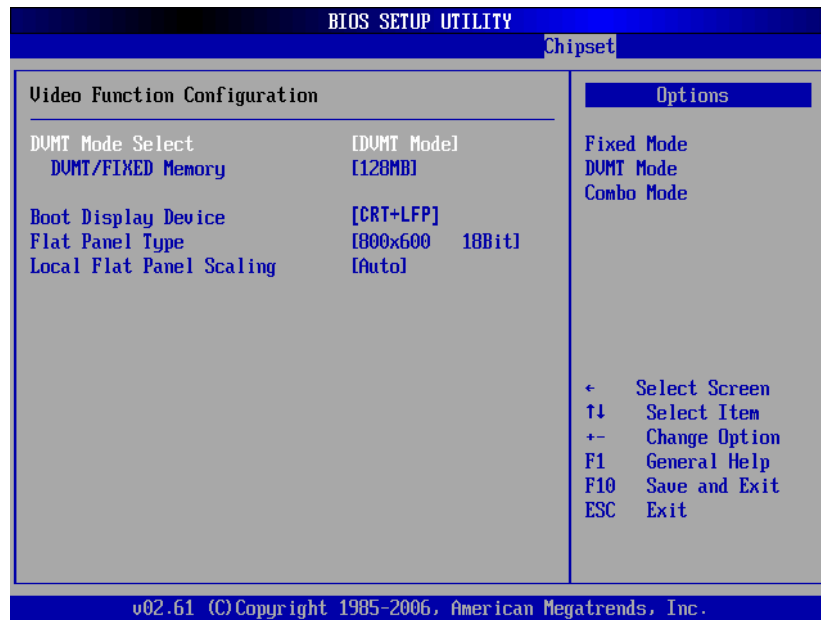 BIOS SETUP UTILITY
Chipset
Video Function Configuration
DVMT Mode Select [DVMT Mode]
DVMT/FIXED Memory [128MB]
Boot Display Device [CRT+LFP]
Flat Panel Type [800x600 18Bit]
Local Flat Panel Scaling [Auto]
Options
Fixed Mode
DVMT Mode
Combo Mode
← Select Screen
↑↓ Select Item
+- Change Option
F1 General Help
F10 Save and Exit
ESC Exit
v02.61 (C)Copyright 1985-2006, American Megatrends, Inc.